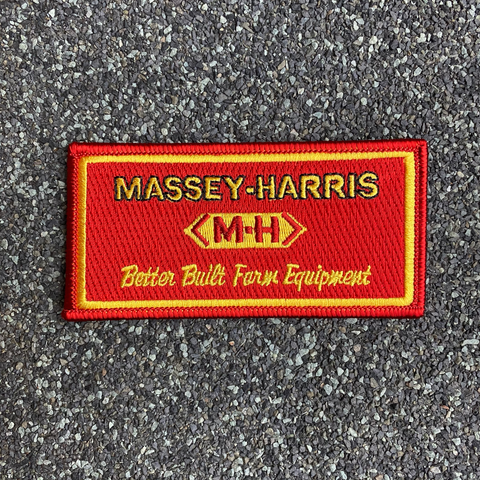 MASSEY-HARRIS
M-H
Better Built Farm Equipment